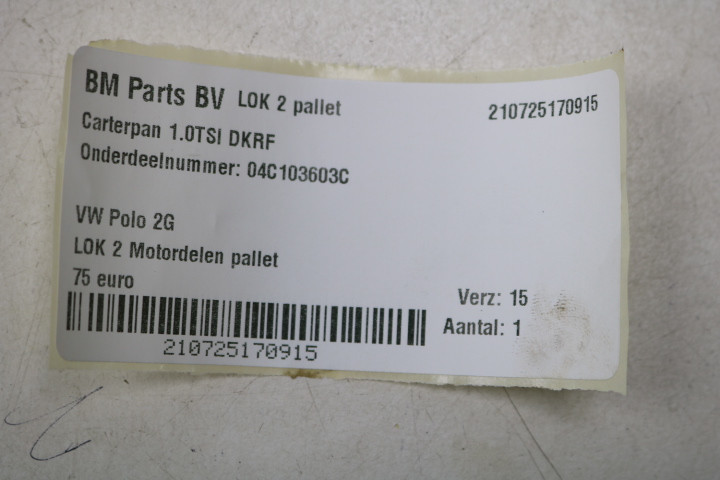 BM Parts BV LOK 2 pallet 210725170915
Carterpan 1.0TSI DKRF
Onderdeelnummer: 04C103603C
VW Polo 2G
LOK 2 Motordelen pallet
75 euro
Verz: 15
Aantal: 1
210725170915